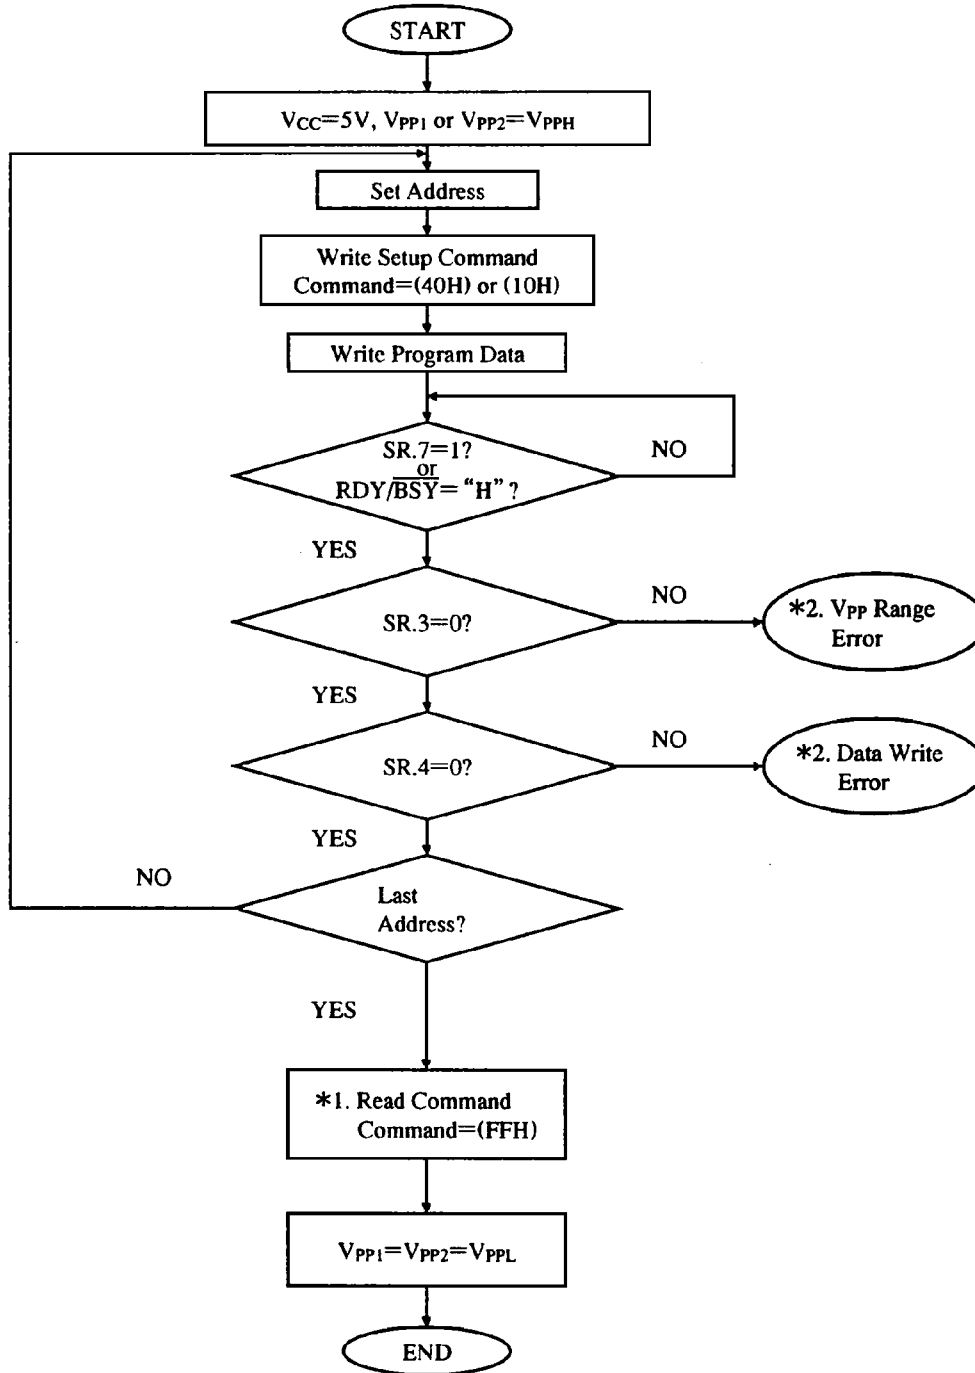 START
VCC=5V, VPP1 or VPP2=VPPH
Set Address
Write Setup Command
Command=(40H) or (10H)
Write Program Data
SR.7=1?
or
RDY/BSY= “H” ?
NO
YES
SR.3=0?
NO
*2. VPP Range
Error
YES
SR.4=0?
NO
*2. Data Write
Error
YES
Last
Address?
NO
YES
*1. Read Command
Command=(FFH)
VPP1=VPP2=VPPL
END